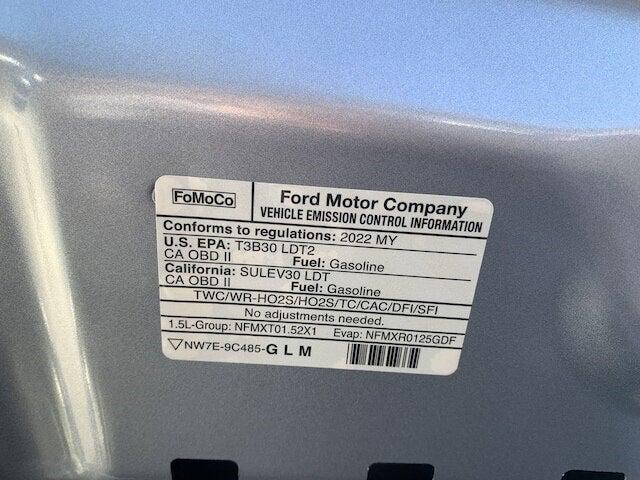 FoMoCo
Ford Motor Company
VEHICLE EMISSION CONTROL INFORMATION
Conforms to regulations: 2022 MY
U.S. EPA: T3B30 LDT2
CA OBD II Fuel: Gasoline
California: SULEV30 LDT
CA OBD II Fuel: Gasoline
TWC/WR-HO2S/HO2S/TC/CAC/DFI/SFI
No adjustments needed.
1.5L-Group: NFMXT01.52X1 Evap: NFMXR0125GDF
NW7E-9C485-G L M